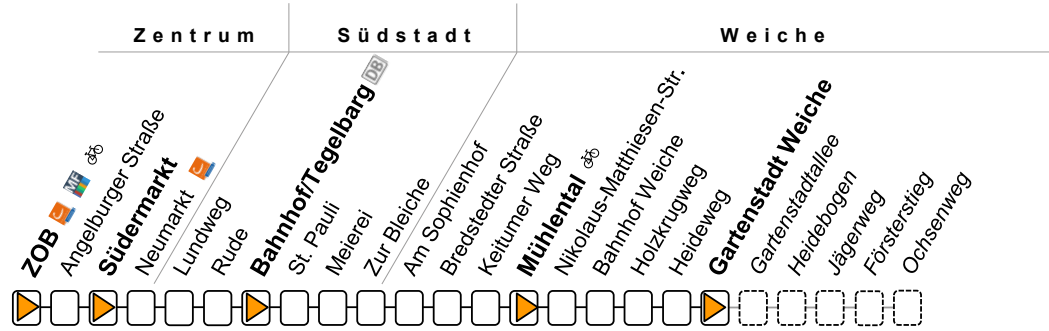 Zentrum
Südstadt
Weiche
ZOB
MF
Angelburger Straße
Südermarkt
Neumarkt
Lundweg
Rude
Bahnhof/Tegelbarg
DB
St. Pauli
Meierei
Zur Bleiche
Am Sophienhof
Bredstedter Straße
Keitumer Weg
Mühlental
Nikolaus-Matthiesen-Str.
Bahnhof Weiche
Holzkrugweg
Heideweg
Gartenstadt Weiche
Gartenstadtallee
Heidebogen
Jägerweg
Försterstieg
Ochsenweg